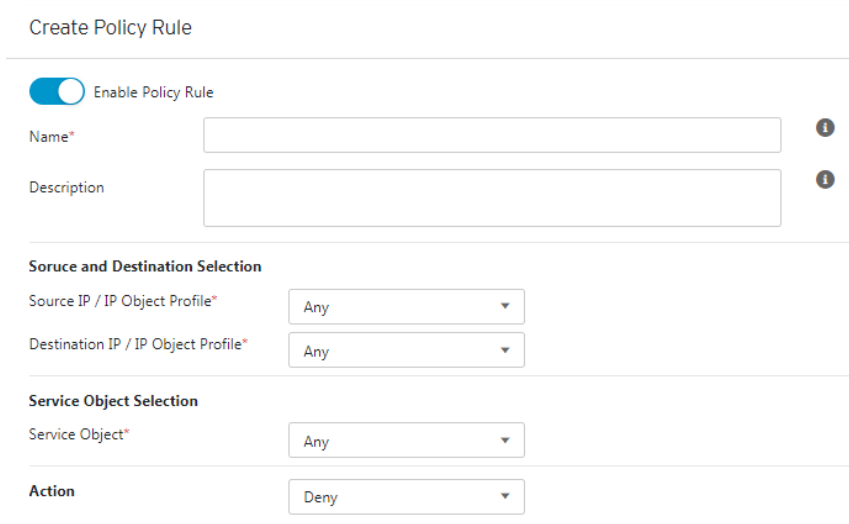 Create Policy Rule
Enable Policy Rule
Name*
Description
Soruce and Destination Selection
Source IP / IP Object Profile* Any
Destination IP / IP Object Profile* Any
Service Object Selection
Service Object* Any
Action Deny